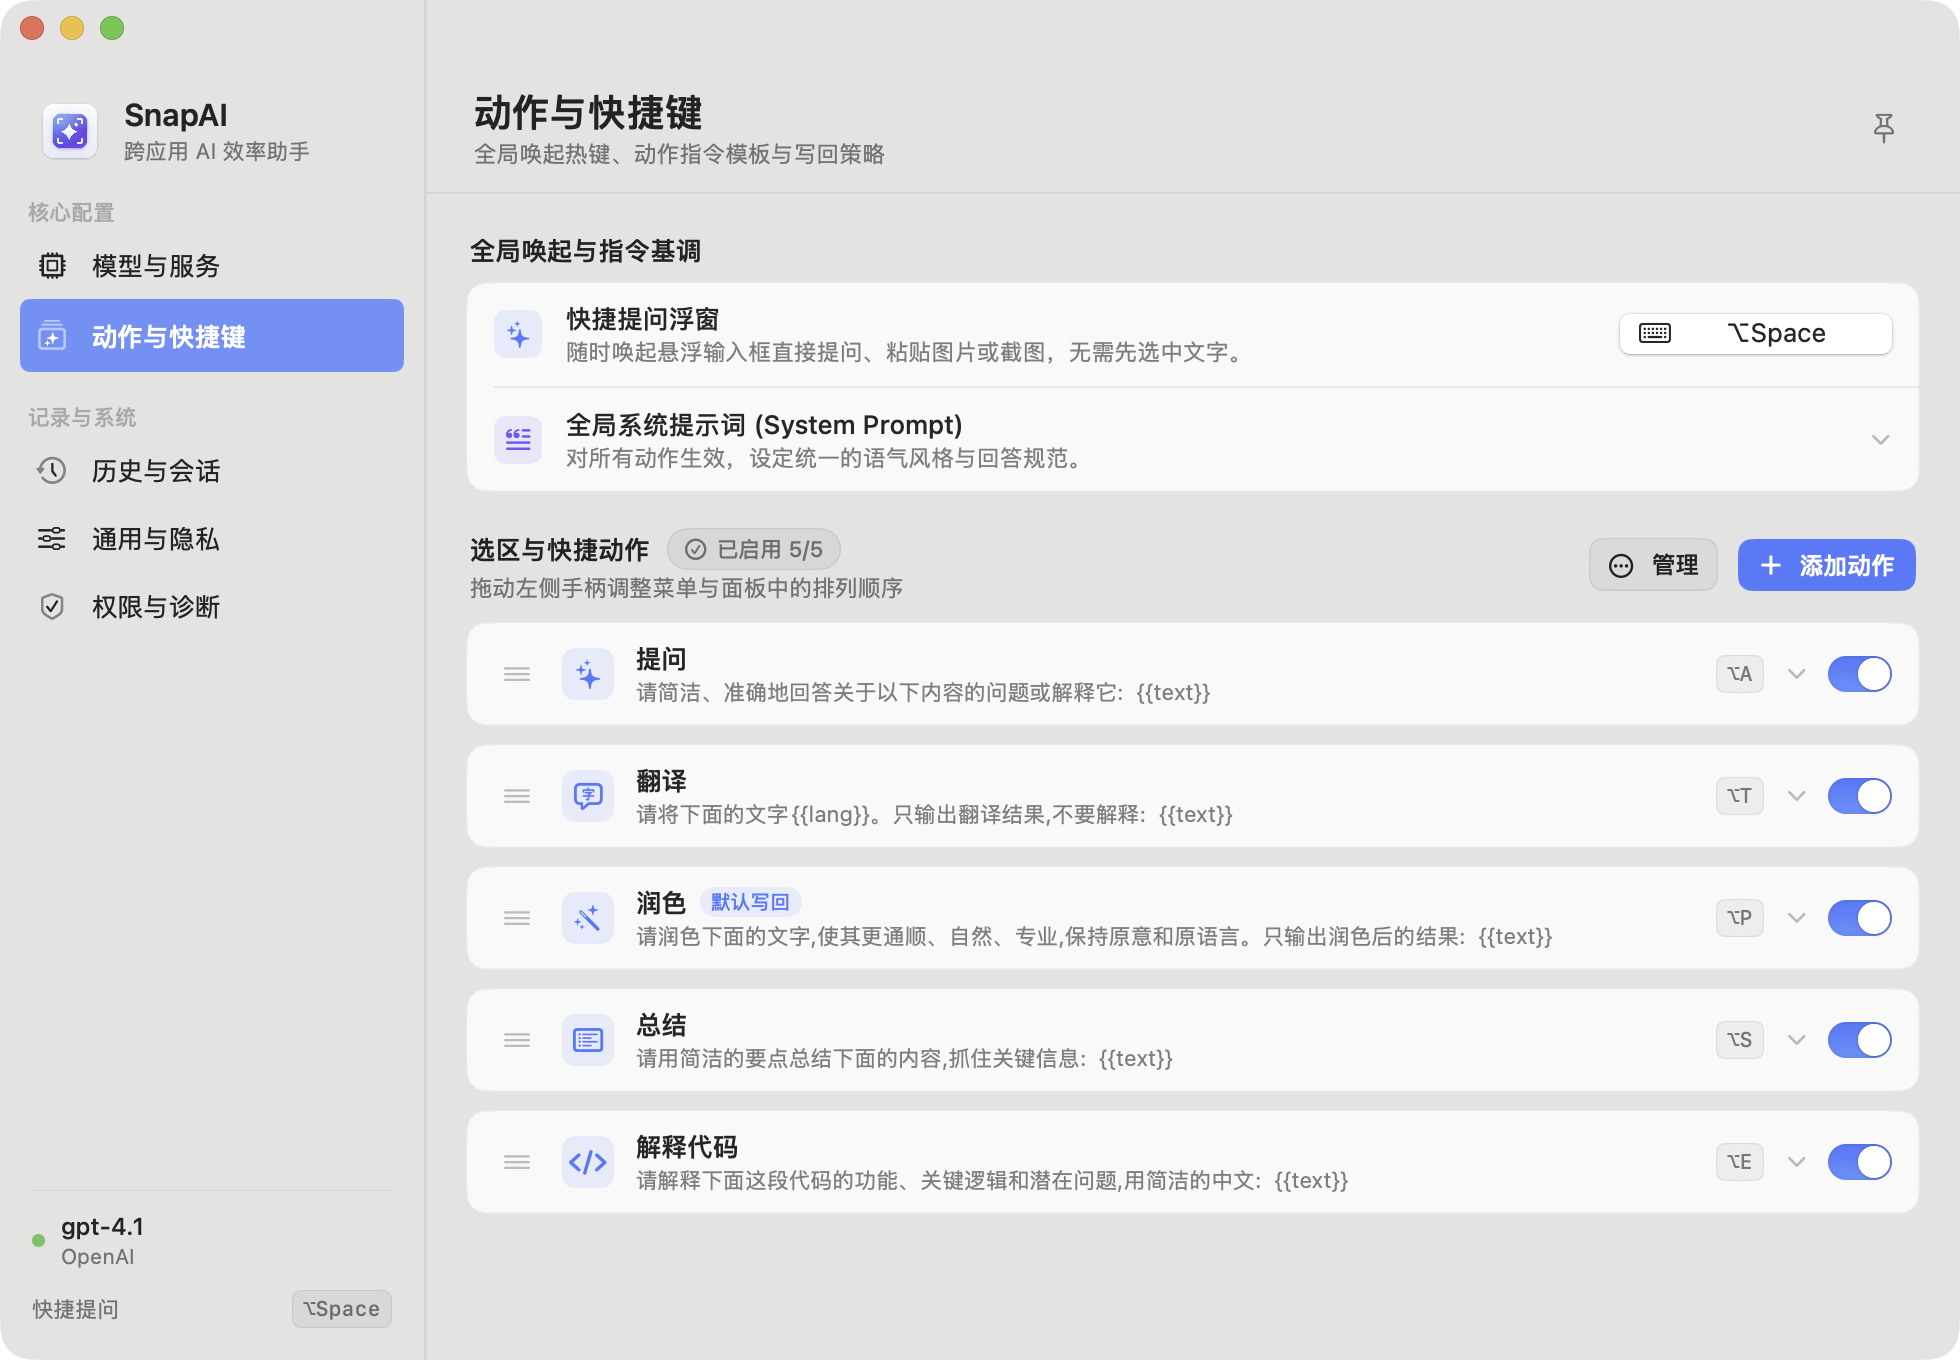 SnapAI
跨应用 AI 效率助手
核心配置
模型与服务
动作与快捷键
记录与系统
历史与会话
通用与隐私
权限与诊断
gpt-4.1
OpenAI
快捷提问
⌥Space
动作与快捷键
全局唤起热键、动作指令模板与写回策略
全局唤起与指令基调
快捷提问浮窗
随时唤起悬浮输入框直接提问、粘贴图片或截图，无需先选中文字。
⌥Space
全局系统提示词 (System Prompt)
对所有动作生效，设定统一的语气风格与回答规范。
选区与快捷动作
已启用 5/5
拖动左侧手柄调整菜单与面板中的排列顺序
管理
添加动作
提问
请简洁、准确地回答关于以下内容的问题或解释它：{{text}}
⌥A
翻译
请将下面的文字{{lang}}。只输出翻译结果,不要解释：{{text}}
⌥T
润色 默认写回
请润色下面的文字,使其更通顺、自然、专业,保持原意和原语言。只输出润色后的结果：{{text}}
⌥P
总结
请用简洁的要点总结下面的内容,抓住关键信息：{{text}}
⌥S
解释代码
请解释下面这段代码的功能、关键逻辑和潜在问题,用简洁的中文：{{text}}
⌥E